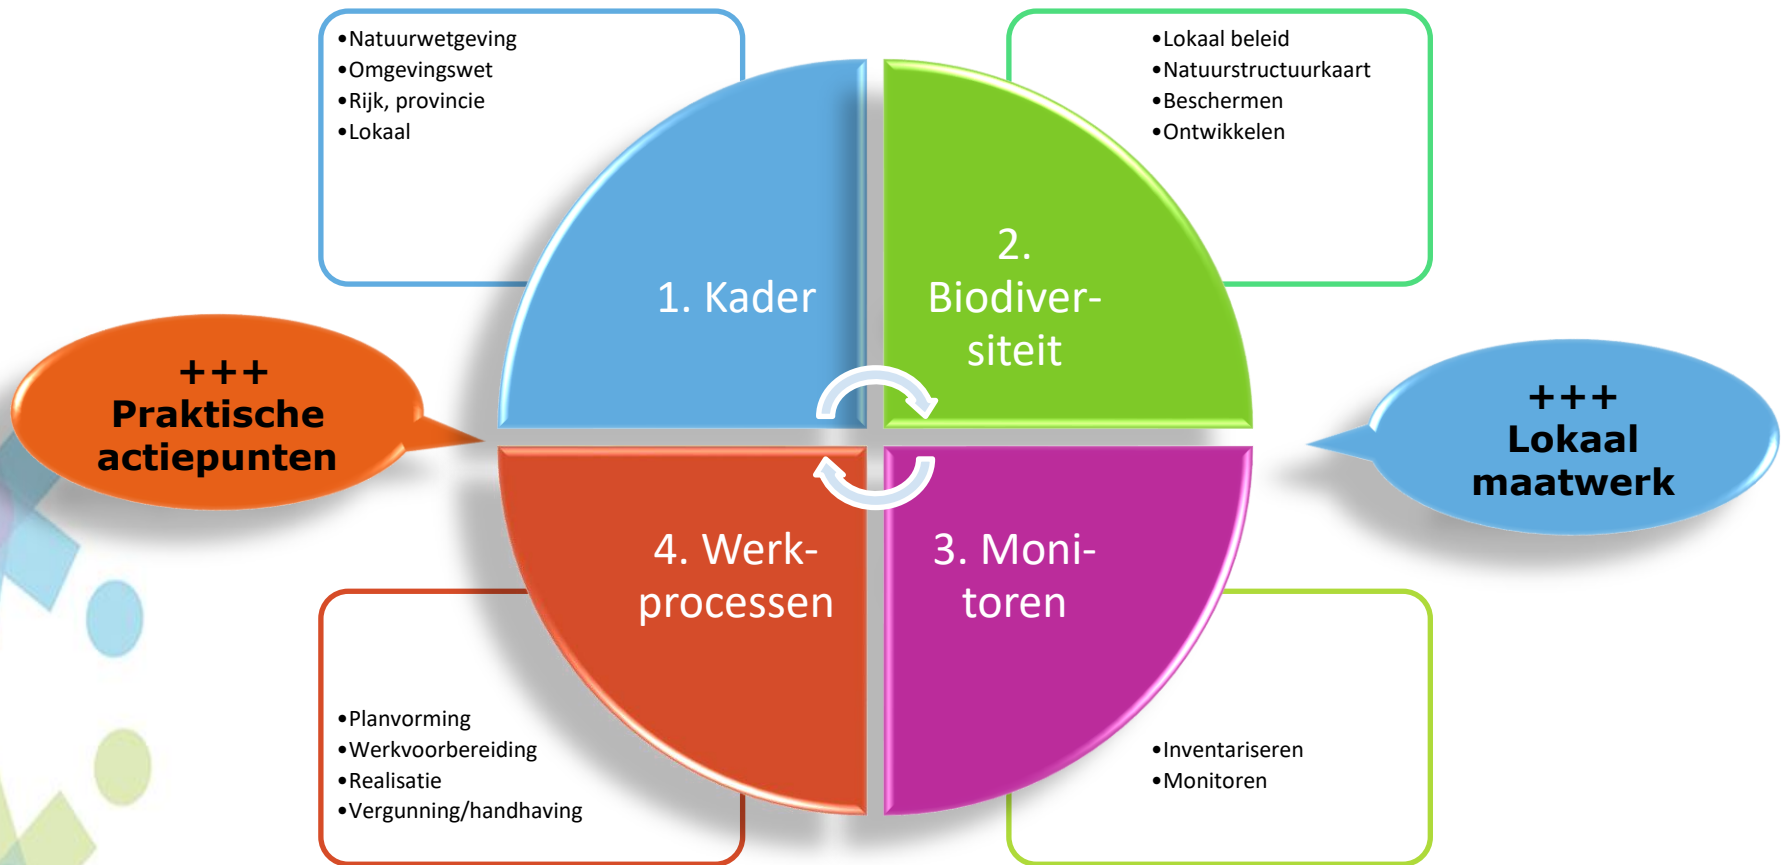 •Natuurwetgeving
•Omgevingswet
•Rijk, provincie
•Lokaal
•Lokaal beleid
•Natuurstructuurkaart
•Beschermen
•Ontwikkelen
1. Kader
2.
Biodiver-
siteit
+++
Praktische
actiepunten
+++
Lokaal
maatwerk
4. Werk-
processen
3. Moni-
toren
•Planvorming
•Werkvoorbereiding
•Realisatie
•Vergunning/handhaving
•Inventariseren
•Monitoren